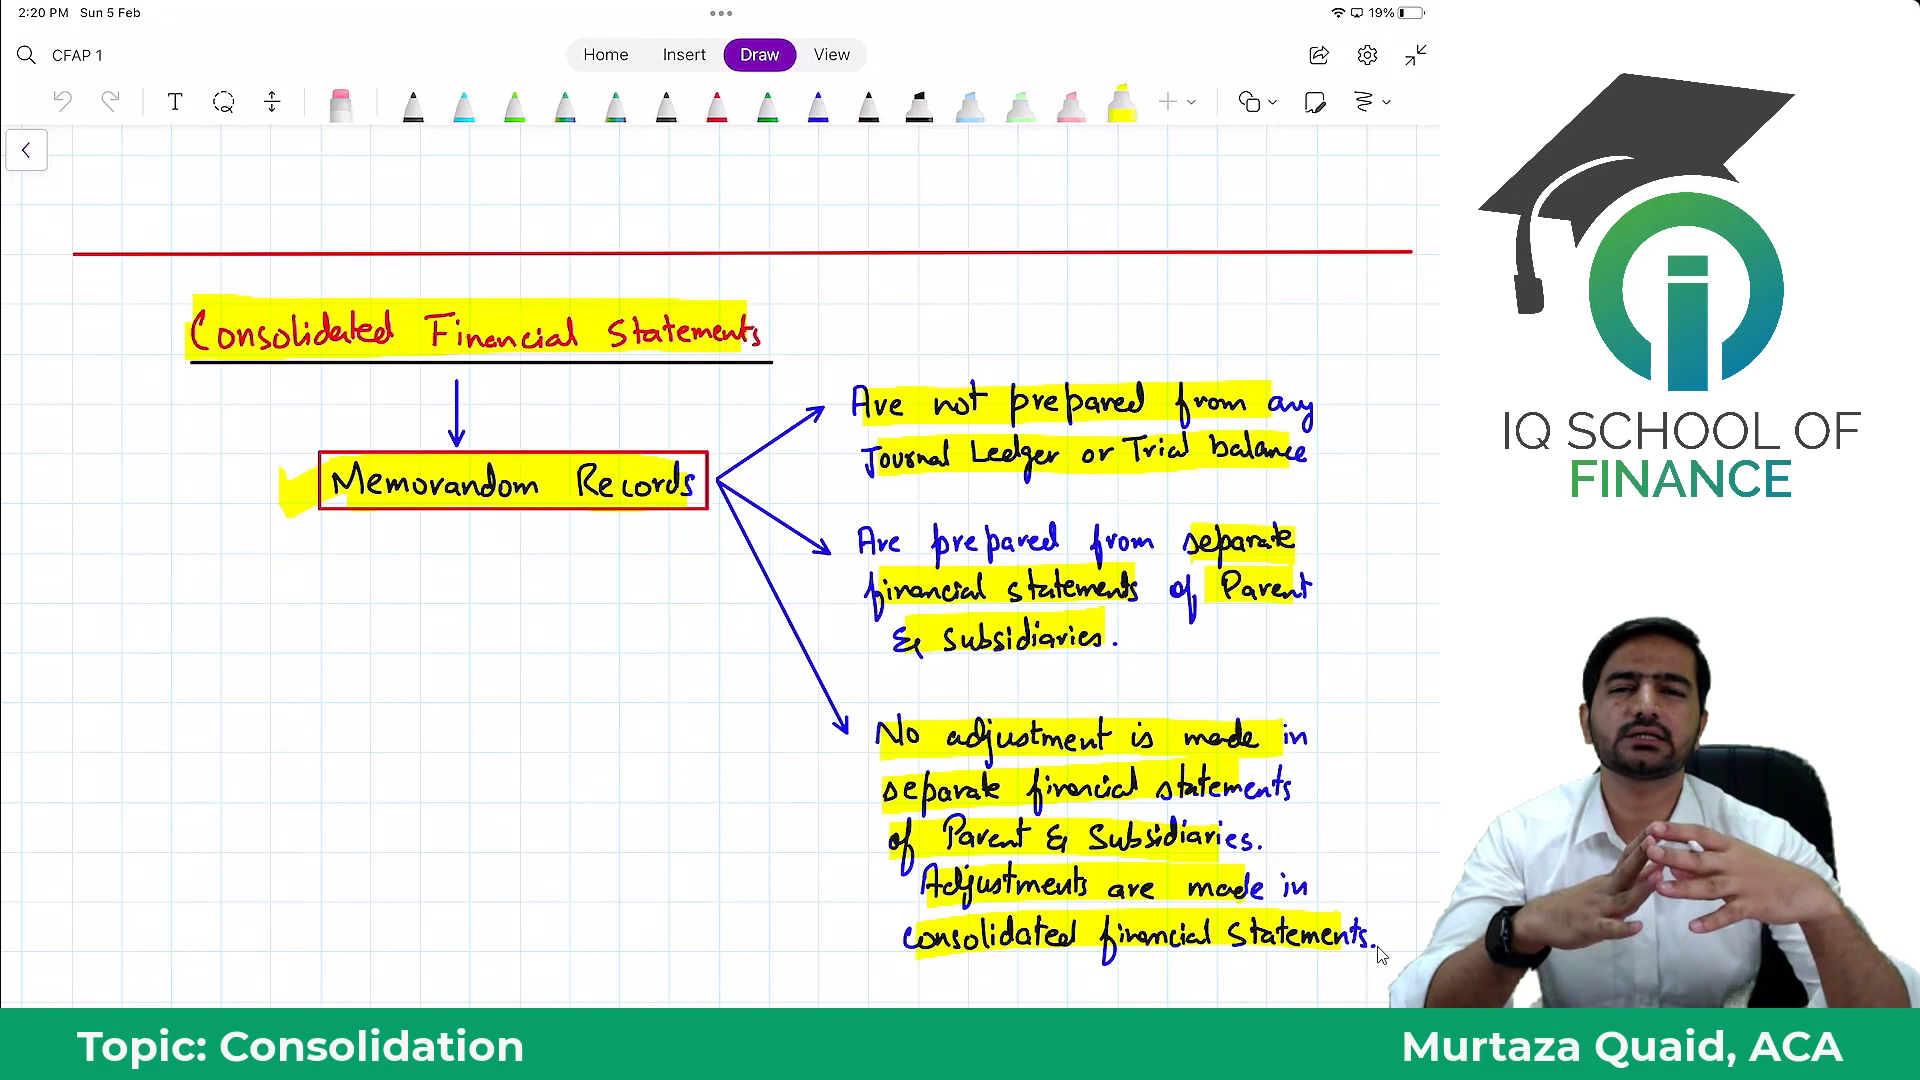 2:20 PM Sun 5 Feb
19%
CFAP 1
Home Insert Draw View
T
Consolidated Financial Statements
Memorandom Records
Are not prepared from any
Journal Ledger or Trial balance
Are prepared from separate
financial statements of Parent
& Subsidiaries.
No adjustment is made in
separate financial statements
of Parent & Subsidiaries.
Adjustments are made in
consolidated financial Statements.
IQ SCHOOL OF
FINANCE
Topic: Consolidation
Murtaza Quaid, ACA